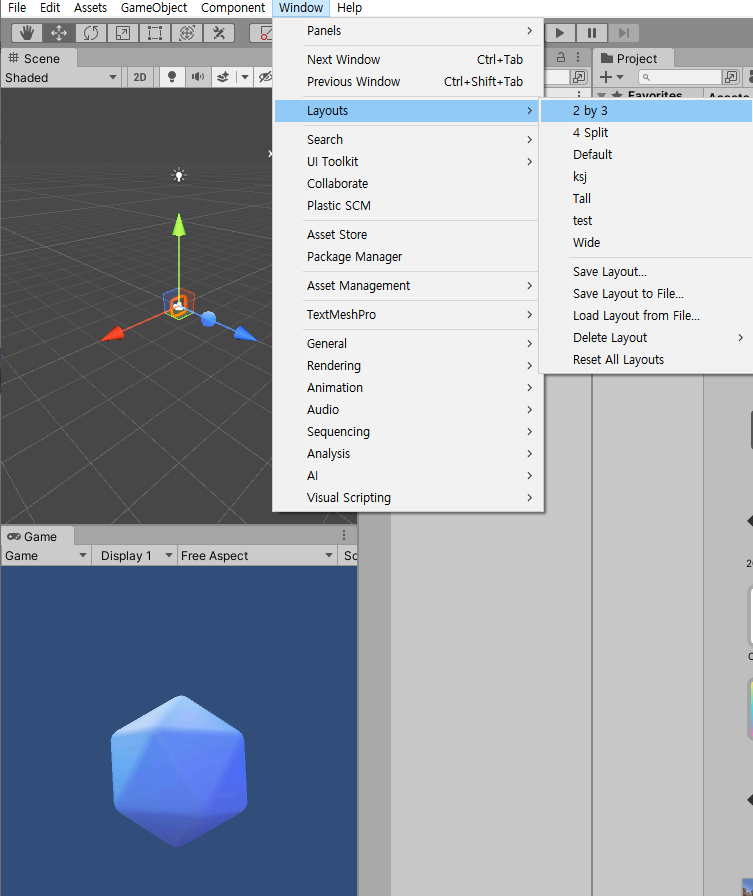 File Edit Assets GameObject Component Window Help
Scene
Shaded 2D
Panels
Next Window Ctrl+Tab
Previous Window Ctrl+Shift+Tab
Layouts
Search
UI Toolkit
Collaborate
Plastic SCM
Asset Store
Package Manager
Asset Management
TextMeshPro
General
Rendering
Animation
Audio
Sequencing
Analysis
AI
Visual Scripting
Project
Favorites Assets
2 by 3
4 Split
Default
ksj
Tall
test
Wide
Save Layout...
Save Layout to File...
Load Layout from File...
Delete Layout
Reset All Layouts
Game
Game Display 1 Free Aspect Sc